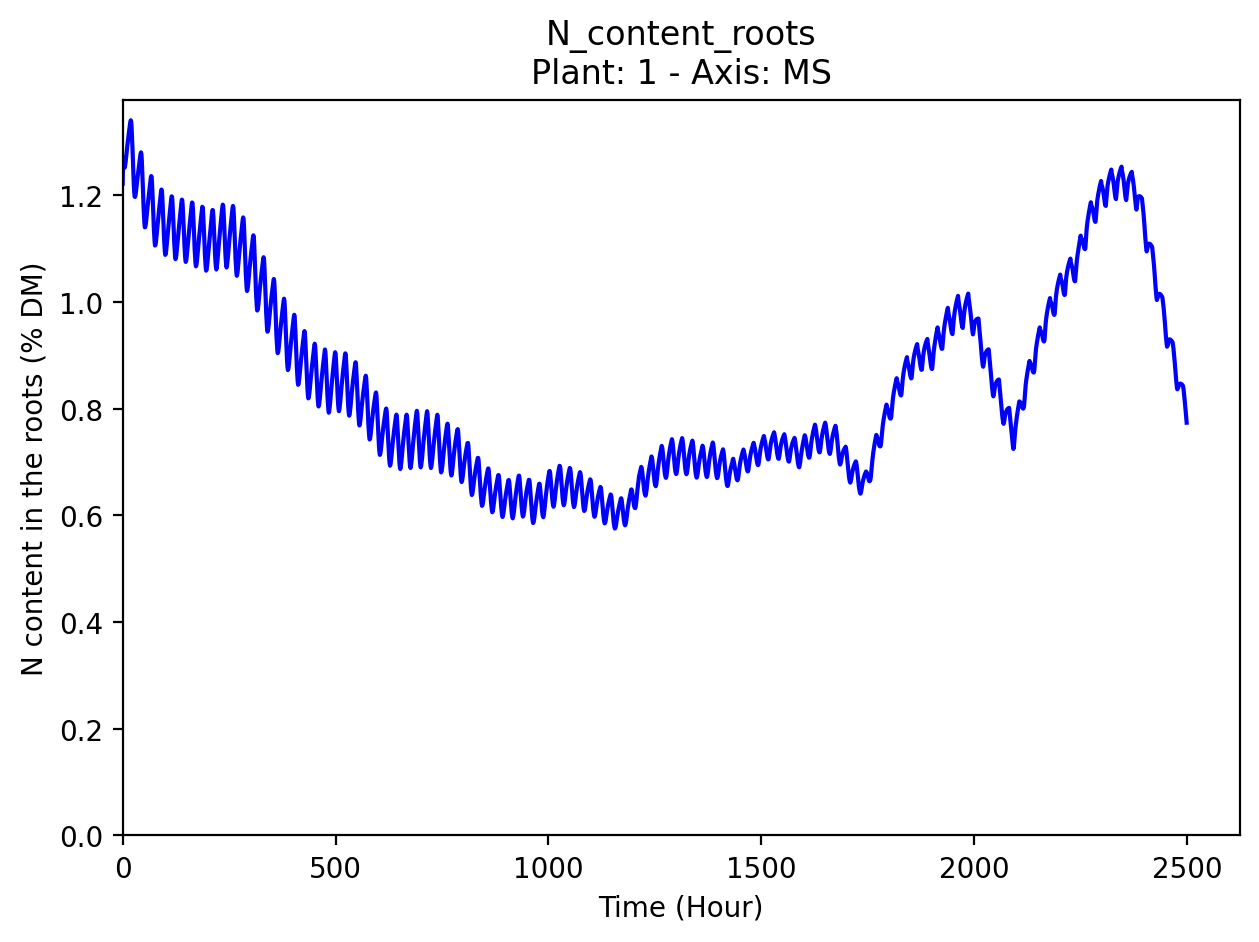 N_content_roots
Plant: 1 - Axis: MS
N content in the roots (% DM)
1.2
1.0
0.8
0.6
0.4
0.2
0.0
0 500 1000 1500 2000 2500
Time (Hour)